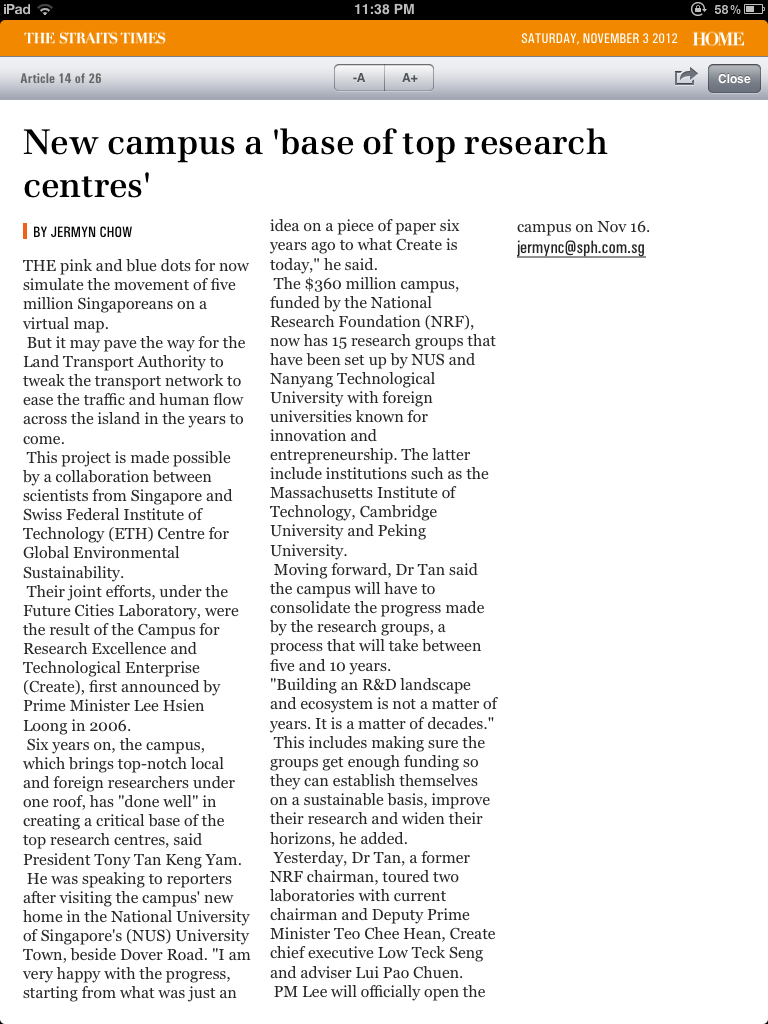 iPad
11:38 PM
58%
THE STRAITS TIMES
SATURDAY, NOVEMBER 3 2012 HOME
Article 14 of 26
-A A+
Close
New campus a 'base of top research
centres'
BY JERMYN CHOW
THE pink and blue dots for now
simulate the movement of five
million Singaporeans on a
virtual map.
But it may pave the way for the
Land Transport Authority to
tweak the transport network to
ease the traffic and human flow
across the island in the years to
come.
This project is made possible
by a collaboration between
scientists from Singapore and
Swiss Federal Institute of
Technology (ETH) Centre for
Global Environmental
Sustainability.
Their joint efforts, under the
Future Cities Laboratory, were
the result of the Campus for
Research Excellence and
Technological Enterprise
(Create), first announced by
Prime Minister Lee Hsien
Loong in 2006.
Six years on, the campus,
which brings top-notch local
and foreign researchers under
one roof, has "done well" in
creating a critical base of the
top research centres, said
President Tony Tan Keng Yam.
He was speaking to reporters
after visiting the campus' new
home in the National University
of Singapore's (NUS) University
Town, beside Dover Road. "I am
very happy with the progress,
starting from what was just an
idea on a piece of paper six
years ago to what Create is
today," he said.
The $360 million campus,
funded by the National
Research Foundation (NRF),
now has 15 research groups that
have been set up by NUS and
Nanyang Technological
University with foreign
universities known for
innovation and
entrepreneurship. The latter
include institutions such as the
Massachusetts Institute of
Technology, Cambridge
University and Peking
University.
Moving forward, Dr Tan said
the campus will have to
consolidate the progress made
by the research groups, a
process that will take between
five and 10 years.
"Building an R&D landscape
and ecosystem is not a matter of
years. It is a matter of decades."
This includes making sure the
groups get enough funding so
they can establish themselves
on a sustainable basis, improve
their research and widen their
horizons, he added.
Yesterday, Dr Tan, a former
NRF chairman, toured two
laboratories with current
chairman and Deputy Prime
Minister Teo Chee Hean, Create
chief executive Low Teck Seng
and adviser Lui Pao Chuen.
PM Lee will officially open the
campus on Nov 16.
jermync@sph.com.sg